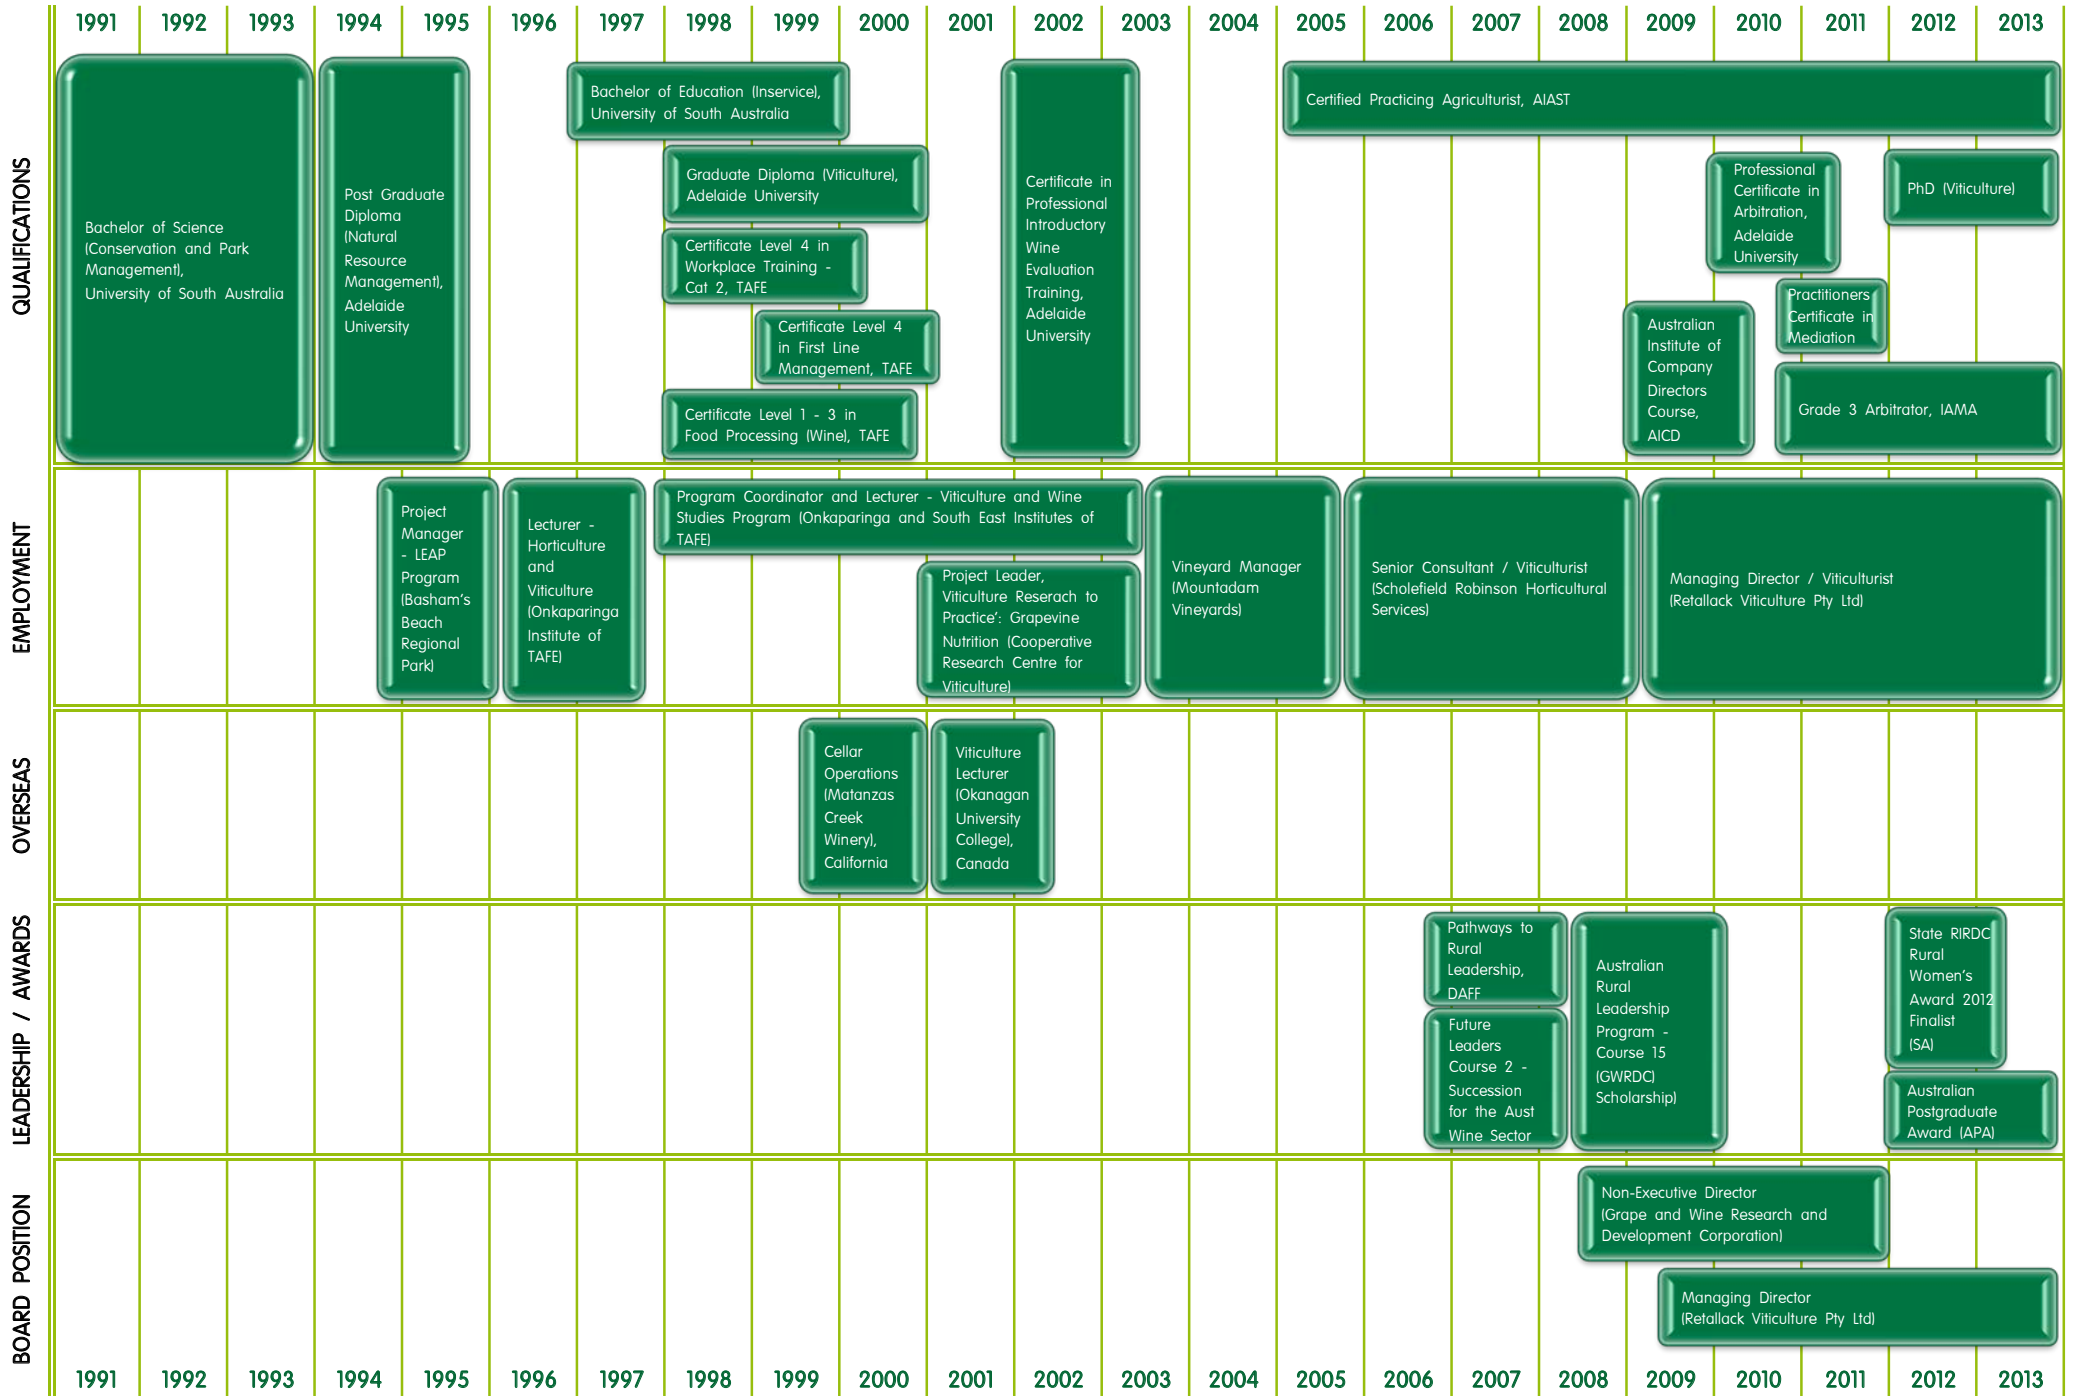 1991 1992 1993 1994 1995 1996 1997 1998 1999 2000 2001 2002 2003 2004 2005 2006 2007 2008 2009 2010 2011 2012 2013
QUALIFICATIONS
Bachelor of Science
(Conservation and Park
Management),
University of South Australia
Post Graduate
Diploma
(Natural
Resource
Management),
Adelaide
University
Bachelor of Education (Inservice),
University of South Australia
Graduate Diploma (Viticulture),
Adelaide University
Certificate Level 4 in
Workplace Training -
Cat 2, TAFE
Certificate Level 4
in First Line
Management, TAFE
Certificate Level 1 - 3 in
Food Processing (Wine), TAFE
Certificate in
Professional
Introductory
Wine
Evaluation
Training,
Adelaide
University
Certified Practicing Agriculturist, AIAST
Professional
Certificate in
Arbitration,
Adelaide
University
PhD (Viticulture)
Practitioners
Certificate in
Mediation
Australian
Institute of
Company
Directors
Course,
AICD
Grade 3 Arbitrator, IAMA
EMPLOYMENT
Project
Manager
- LEAP
Program
(Basham's
Beach
Regional
Park)
Lecturer -
Horticulture
and
Viticulture
(Onkaparinga
Institute of
TAFE)
Program Coordinator and Lecturer - Viticulture and Wine
Studies Program (Onkaparinga and South East Institutes of
TAFE)
Project Leader,
Viticulture Reserach to
Practice': Grapevine
Nutrition (Cooperative
Research Centre for
Viticulture)
Vineyard Manager
(Mountadam
Vineyards)
Senior Consultant / Viticulturist
(Scholefield Robinson Horticultural
Services)
Managing Director / Viticulturist
(Retallack Viticulture Pty Ltd)
OVERSEAS
Cellar
Operations
(Matanzas
Creek
Winery),
California
Viticulture
Lecturer
(Okanagan
University
College),
Canada
LEADERSHIP / AWARDS
Pathways to
Rural
Leadership,
DAFF
Future
Leaders
Course 2 -
Succession
for the Aust
Wine Sector
Australian
Rural
Leadership
Program -
Course 15
(GWRDC)
Scholarship)
State RIRDC
Rural
Women's
Award 2012
Finalist
(SA)
Australian
Postgraduate
Award (APA)
BOARD POSITION
Non-Executive Director
(Grape and Wine Research and
Development Corporation)
Managing Director
(Retallack Viticulture Pty Ltd)
1991 1992 1993 1994 1995 1996 1997 1998 1999 2000 2001 2002 2003 2004 2005 2006 2007 2008 2009 2010 2011 2012 2013